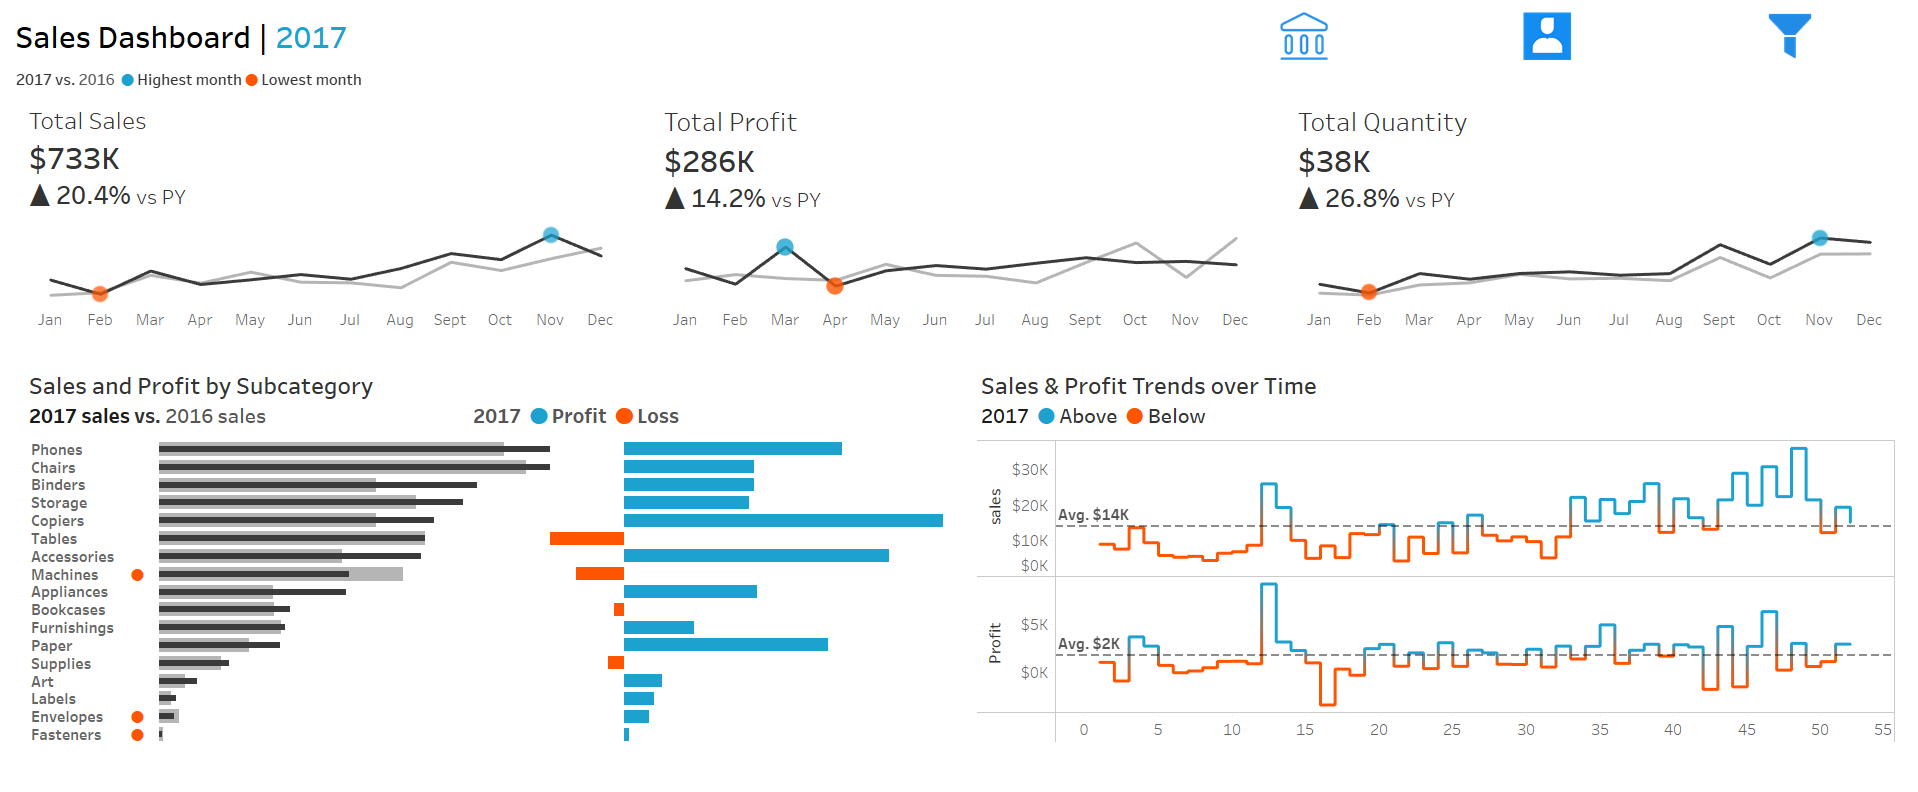 Sales Dashboard | 2017
2017 vs. 2016 Highest month Lowest month
Total Sales
$733K
▲ 20.4% vs PY
Jan Feb Mar Apr May Jun Jul Aug Sept Oct Nov Dec
Total Profit
$286K
▲ 14.2% vs PY
Jan Feb Mar Apr May Jun Jul Aug Sept Oct Nov Dec
Total Quantity
$38K
▲ 26.8% vs PY
Jan Feb Mar Apr May Jun Jul Aug Sept Oct Nov Dec
Sales and Profit by Subcategory
2017 sales vs. 2016 sales
2017 Profit Loss
Phones
Chairs
Binders
Storage
Copiers
Tables
Accessories
Machines
Appliances
Bookcases
Furnishings
Paper
Supplies
Art
Labels
Envelopes
Fasteners
Sales & Profit Trends over Time
2017 Above Below
sales
$30K
$20K
$10K
$0K
Avg. $14K
Profit
$5K
$0K
Avg. $2K
0 5 10 15 20 25 30 35 40 45 50 55